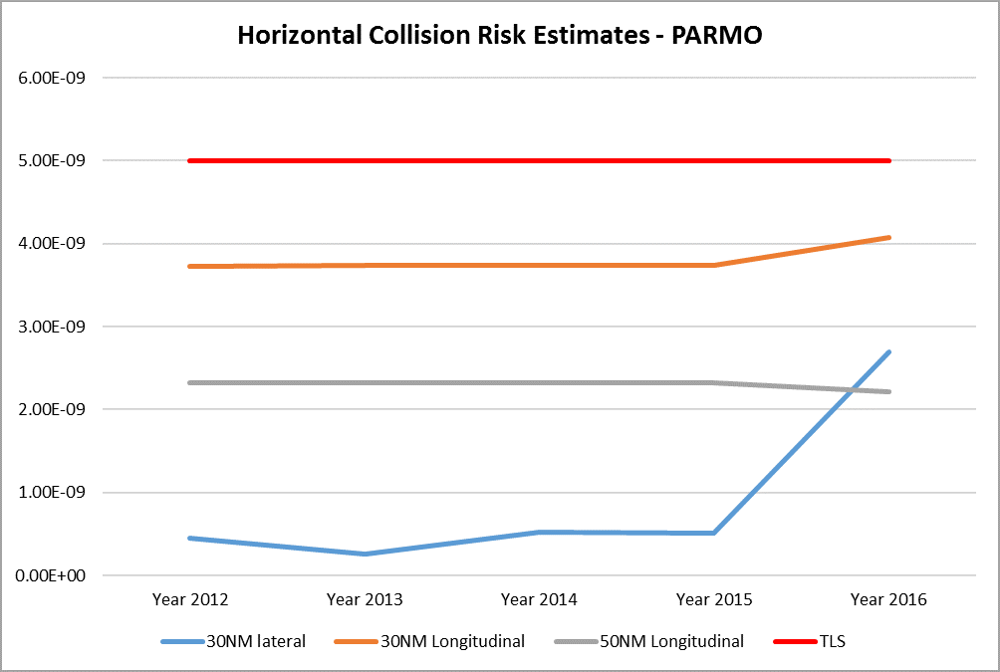 Horizontal Collision Risk Estimates - PARMO
6.00E-09
5.00E-09
4.00E-09
3.00E-09
2.00E-09
1.00E-09
0.00E+00
Year 2012 Year 2013 Year 2014 Year 2015 Year 2016
30NM lateral 30NM Longitudinal 50NM Longitudinal TLS